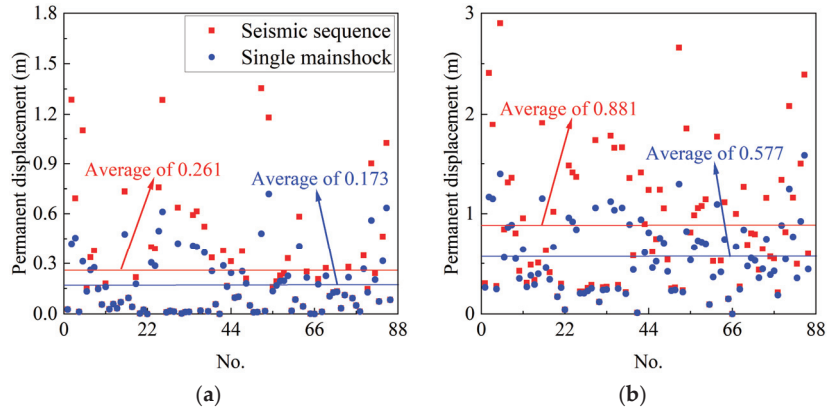 Seismic sequence
Single mainshock
Permanent displacement (m)
1.8
1.5
1.2
0.9
0.6
0.3
0.0
Average of 0.261
Average of 0.173
0 22 44 66 88
No.
(a)
Permanent displacement (m)
3
2
1
0
Average of 0.881
Average of 0.577
0 22 44 66 88
No.
(b)